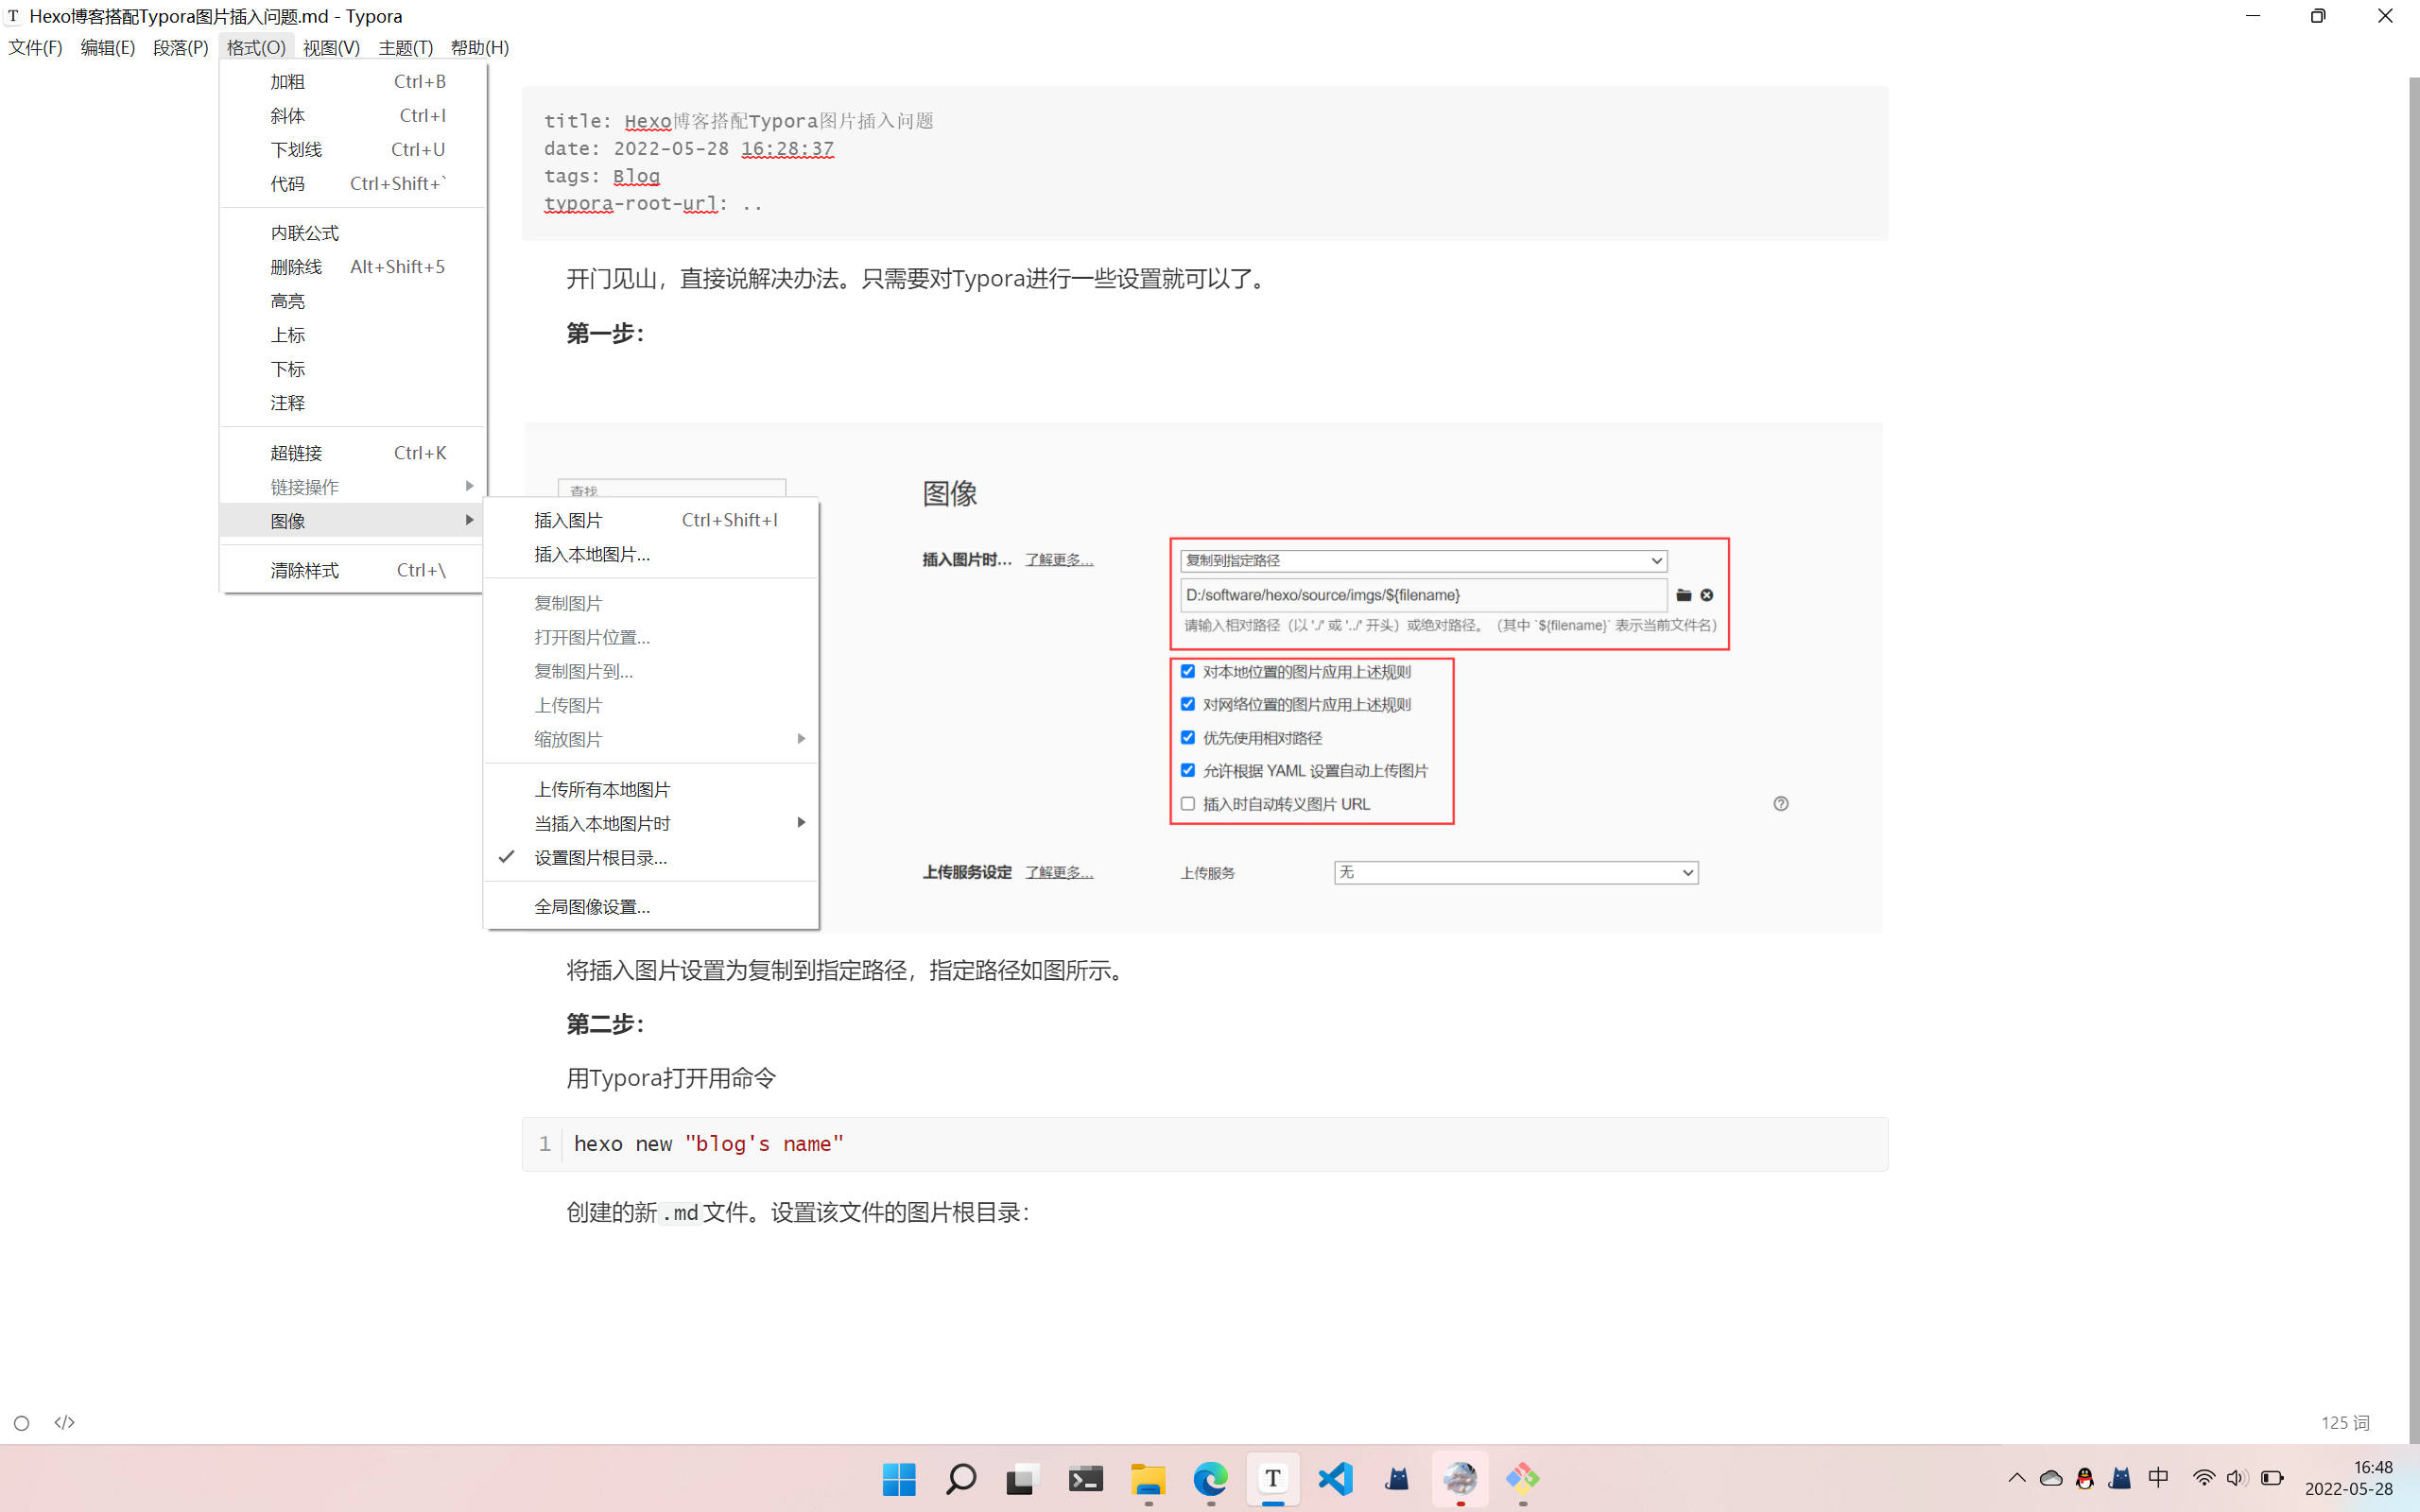 Hexo博客搭配Typora图片插入问题.md - Typora
文件(F) 编辑(E) 段落(P) 格式(O) 视图(V) 主题(T) 帮助(H)
加粗 Ctrl+B
斜体 Ctrl+I
下划线 Ctrl+U
代码 Ctrl+Shift+`
内联公式
删除线 Alt+Shift+5
高亮
上标
下标
注释
超链接 Ctrl+K
链接操作
图像
清除样式 Ctrl+\
插入图片 Ctrl+Shift+I
插入本地图片...
复制图片
打开图片位置...
复制图片到...
上传图片
缩放图片
上传所有本地图片
当插入本地图片时
设置图片根目录...
全局图像设置...
title: Hexo博客搭配Typora图片插入问题
date: 2022-05-28 16:28:37
tags: Blog
typora-root-url: ..
开门见山，直接说解决办法。只需要对Typora进行一些设置就可以了。
第一步：
查找
图像
插入图片时... 了解更多...
复制到指定路径
D:/software/hexo/source/imgs/${filename}
请输入相对路径（以 './' 或 '../' 开头）或绝对路径。（其中 `${filename}` 表示当前文件名）
对本地位置的图片应用上述规则
对网络位置的图片应用上述规则
优先使用相对路径
允许根据 YAML 设置自动上传图片
插入时自动转义图片 URL
上传服务设定 了解更多... 上传服务 无
将插入图片设置为复制到指定路径，指定路径如图所示。
第二步：
用Typora打开用命令
1 hexo new "blog's name"
创建的新.md文件。设置该文件的图片根目录：
125 词
中
16:48
2022-05-28